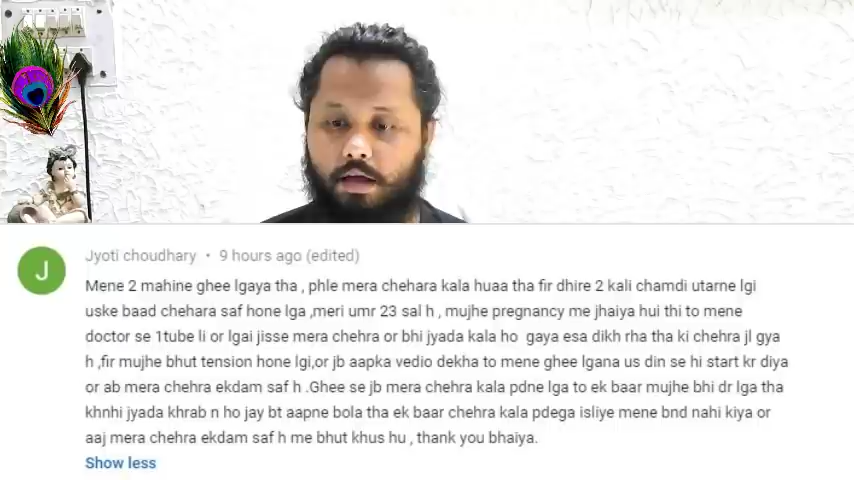 Jyoti choudhary • 9 hours ago (edited)
J
Mene 2 mahine ghee lgaya tha , phle mera chehara kala huaa tha fir dhire 2 kali chamdi utarne lgi
uske baad chehara saf hone lga ,meri umr 23 sal h , mujhe pregnancy me jhaiya hui thi to mene
doctor se 1tube li or lgai jisse mera chehra or bhi jyada kala ho  gaya esa dikh rha tha ki chehra jl gya
h ,fir mujhe bhut tension hone lgi,or jb aapka vedio dekha to mene ghee lgana us din se hi start kr diya
or ab mera chehra ekdam saf h .Ghee se jb mera chehra kala pdne lga to ek baar mujhe bhi dr lga tha
khnhi jyada khrab n ho jay bt aapne bola tha ek baar chehra kala pdega isliye mene bnd nahi kiya or
aaj mera chehra ekdam saf h me bhut khus hu , thank you bhaiya.
Show less